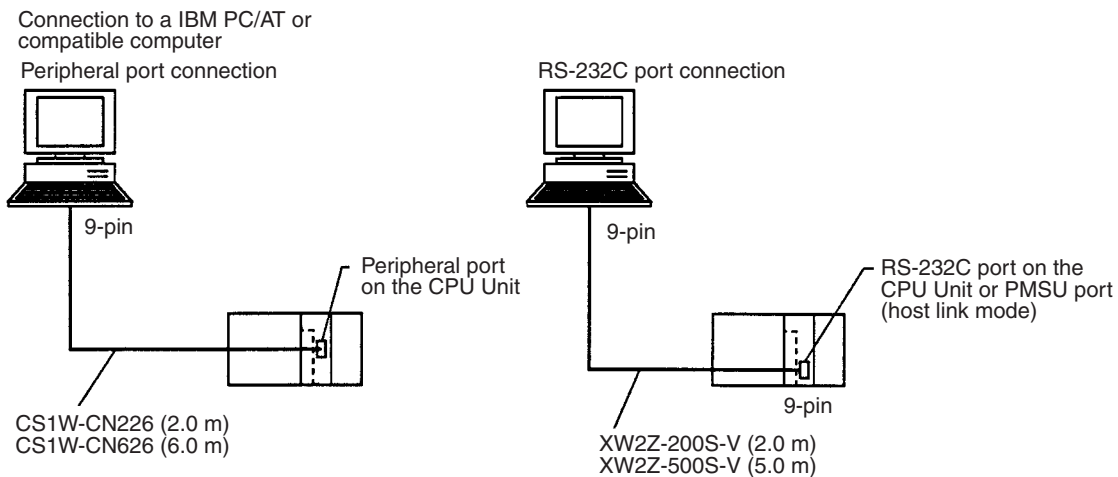 Connection to a IBM PC/AT or
compatible computer
Peripheral port connection
9-pin
Peripheral port
on the CPU Unit
CS1W-CN226 (2.0 m)
CS1W-CN626 (6.0 m)
RS-232C port connection
9-pin
RS-232C port on the
CPU Unit or PMSU port
(host link mode)
9-pin
XW2Z-200S-V (2.0 m)
XW2Z-500S-V (5.0 m)